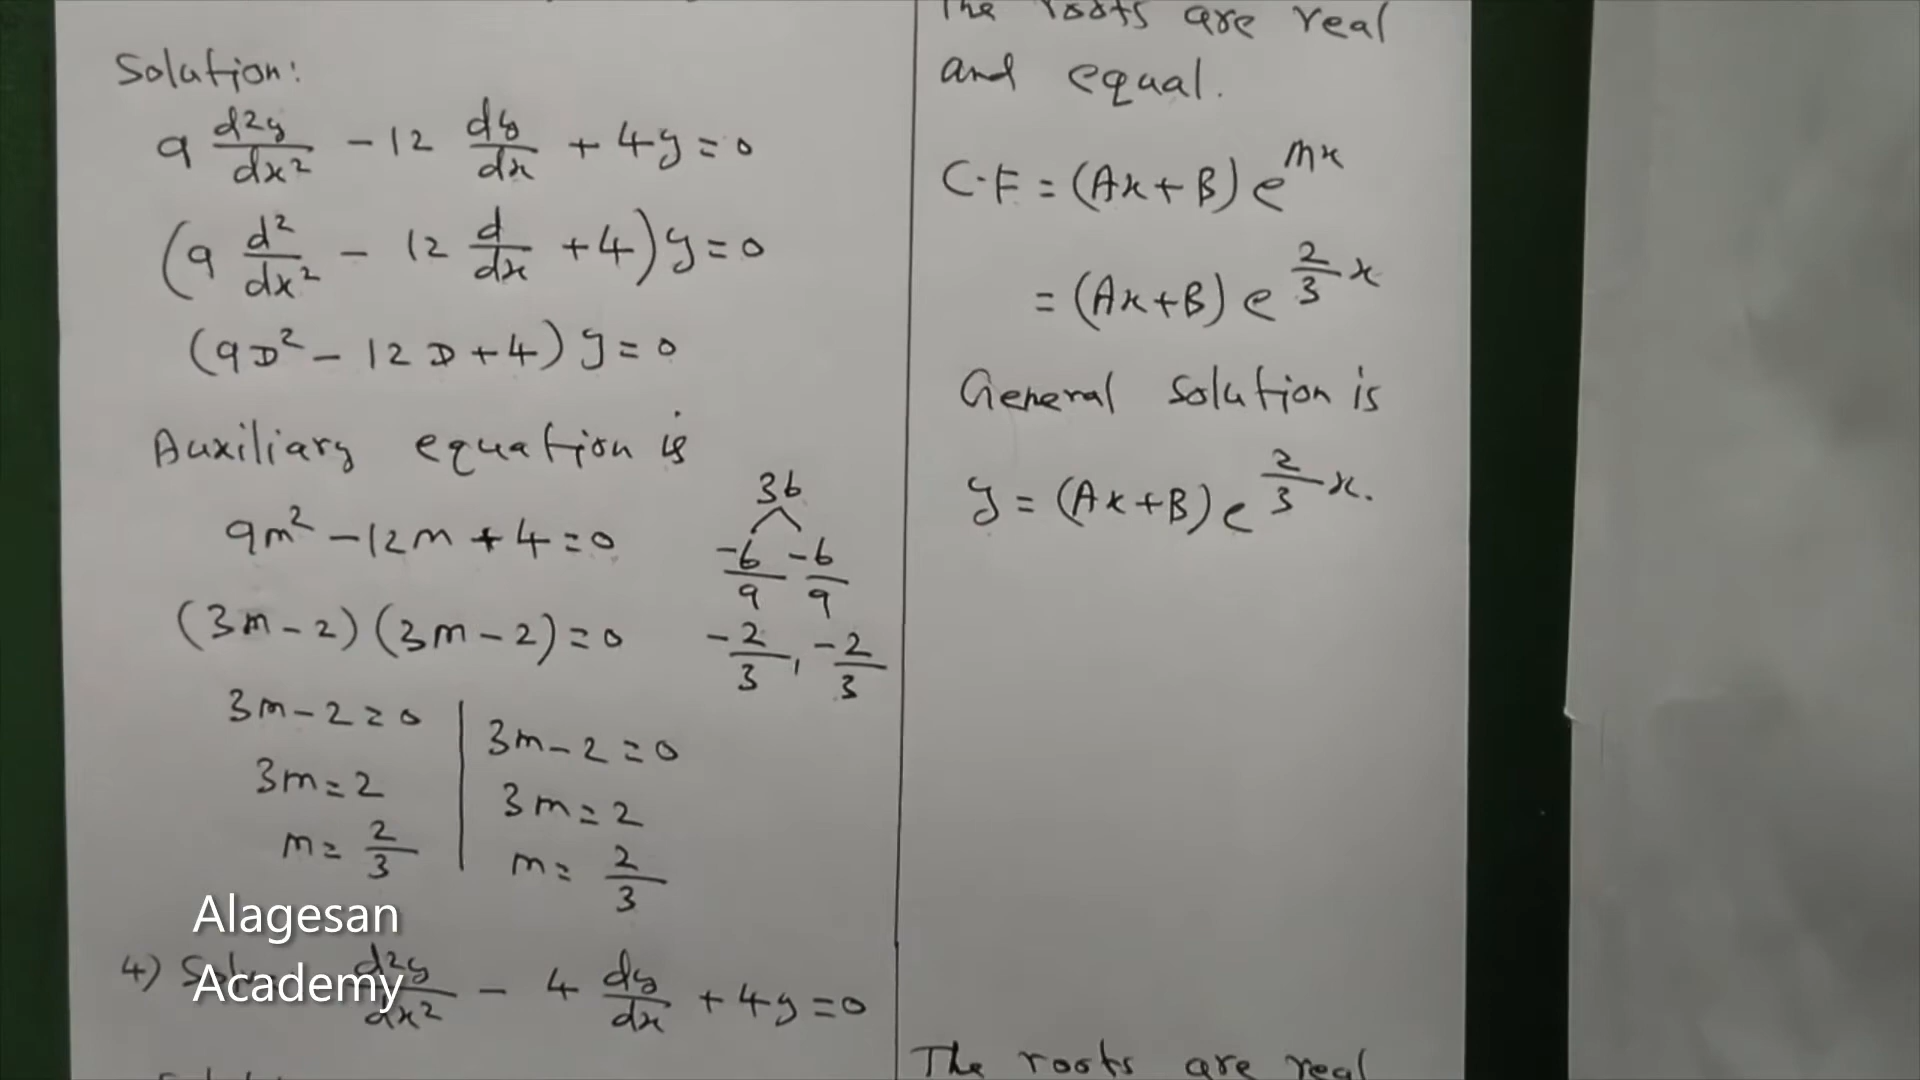 Solution:
9 d2y/dx² - 12 dy/dx + 4y = 0
(9 d²/dx² - 12 d/dx + 4) y = 0
(9D² - 12D + 4) y = 0
Auxiliary equation is
9m² - 12m + 4 = 0
36
-6/9 -6/9
(3m - 2) (3m - 2) = 0
-2/3, -2/3
3m - 2 = 0
3m = 2
m = 2/3
3m - 2 = 0
3m = 2
m = 2/3
Alagesan
Academy
4) d2y/dx² - 4 dy/dx + 4y = 0
The roots are real
and equal.
C.F = (Ax + B) e^mx
= (Ax + B) e^2/3 x
General solution is
y = (Ax + B) e^2/3 x.
The roots are real